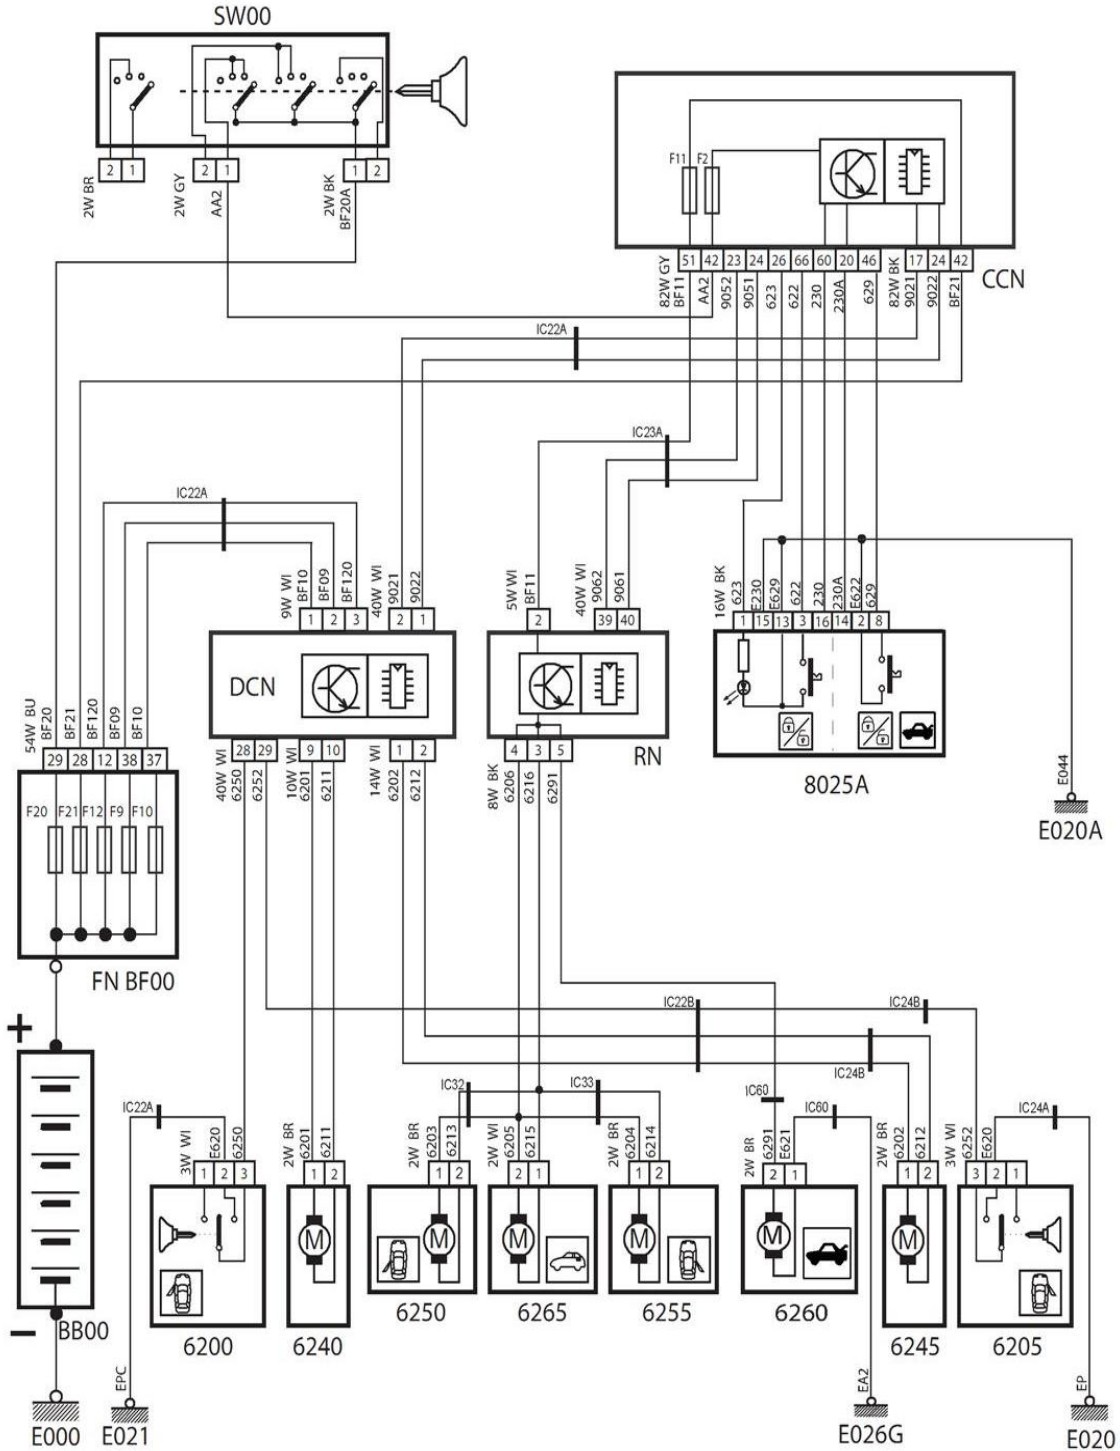 SW00
2 1
2 1
1 2
2W BR
2W GY
AA2
2W BK
BF20A
F11 F2
51 42 23 24 26 66 60 20 46
17 24 42
82W GY
BF11
AA2
9052
9051
623
622
230
230A
629
82W BK
9021
9022
BF21
CCN
IC22A
IC23A
IC22A
9W WI
BF10
BF09
BF120
40W WI
9021
9022
5W WI
BF11
40W WI
9062
9061
16W BK
623
E230
E629
622
230
230A
E622
629
1 2 3
2 1
2
39 40
1 15 13 3 16 14 2 8
DCN
RN
8025A
54W BU
BF20
BF21
BF120
BF09
BF10
29 28 12 38 37
28 29
9 10
1 2
4 3 5
40W WI
6250
6252
10W WI
6201
6211
14W WI
6202
6212
8W BK
6206
6216
6291
E044
E020A
F20 F21 F12 F9 F10
FN BF00
+
IC22B
IC24B
IC24B
IC32
IC33
IC60
IC60
IC22A
IC24A
3W WI
E620
6250
2W BR
6201
6211
2W BR
6203
6213
2W WI
6205
6215
2W BR
6204
6214
2W BR
6291
E621
2W BR
6202
6212
3W WI
6252
E620
1 2 3
1 2
1 2
2 1
1 2
2 1
1 2
3 2 1
M
M
M
M
M
M
6250
6265
6255
6260
6200
6240
6245
6205
−
BB00
EPC
EA2
EP
E000
E021
E026G
E020